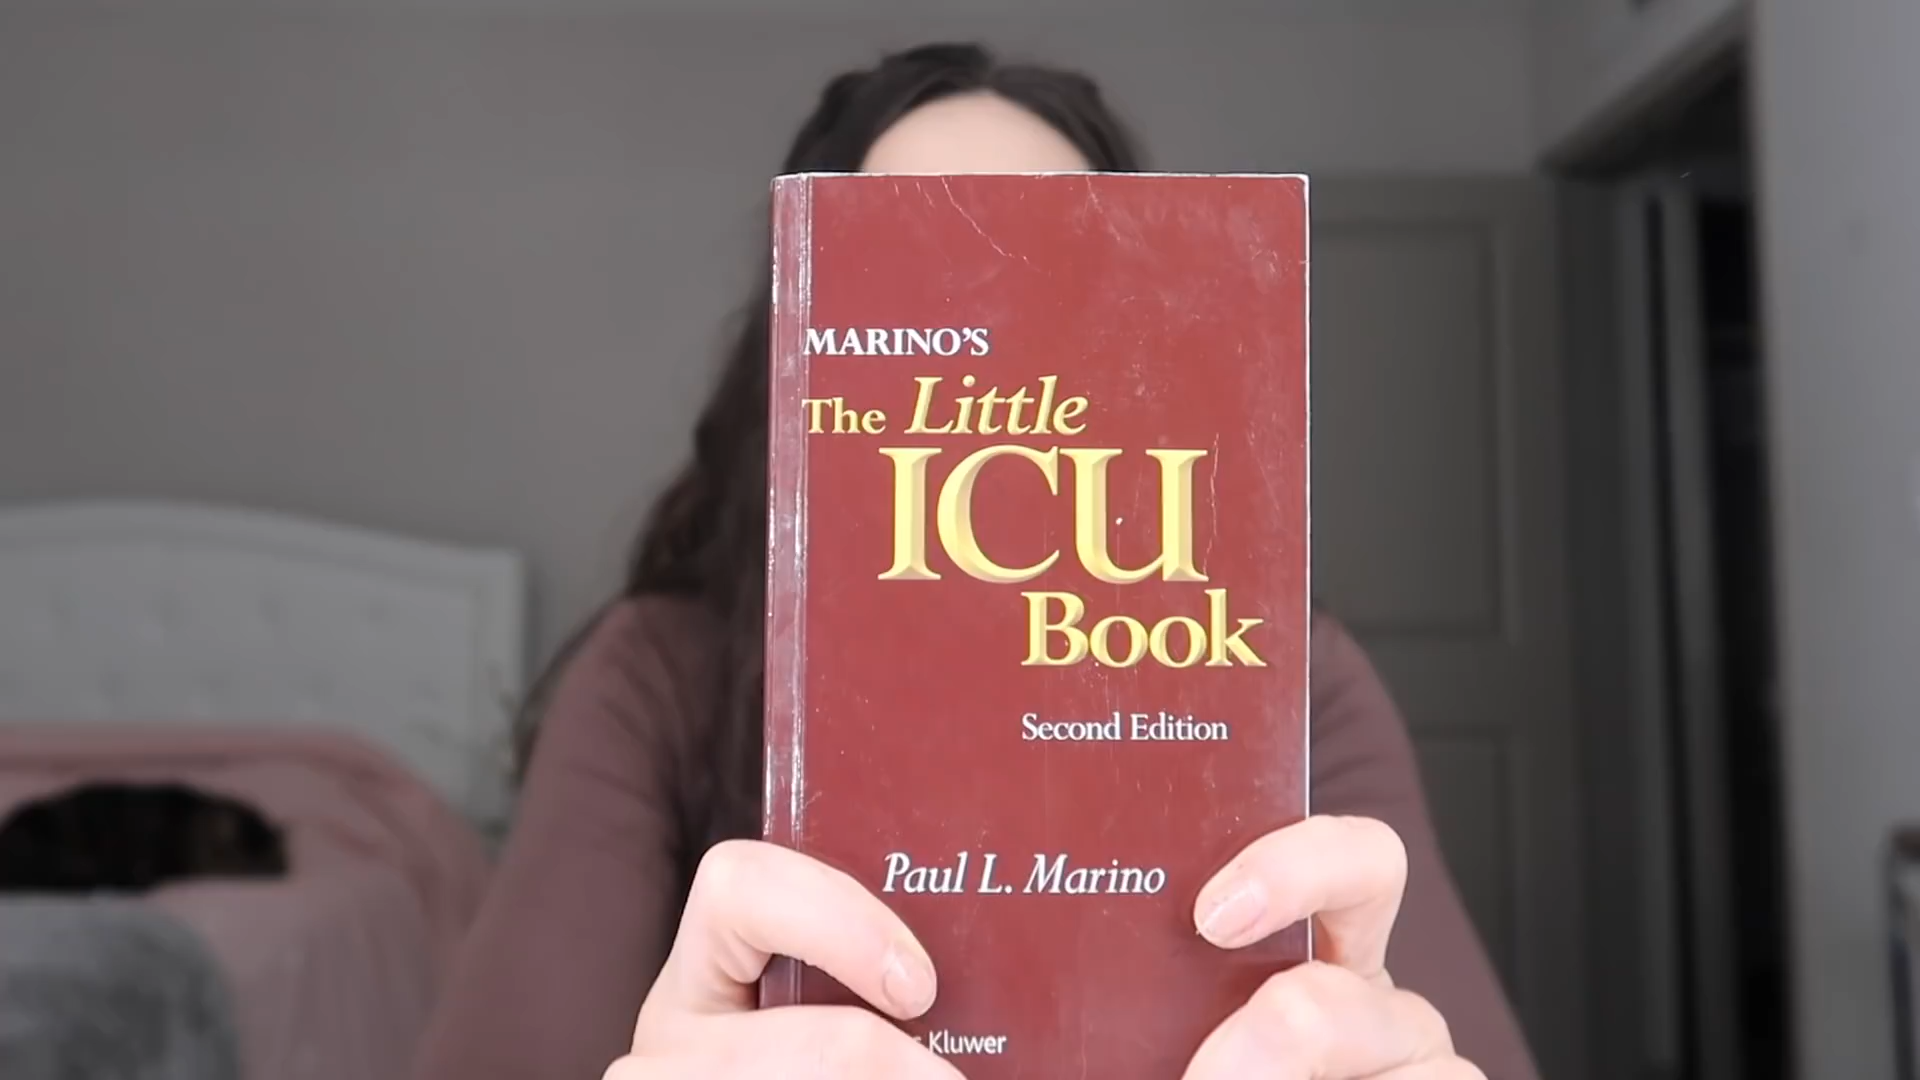 MARINO'S
The Little
ICU
Book
Second Edition
Paul L. Marino
Kluwer